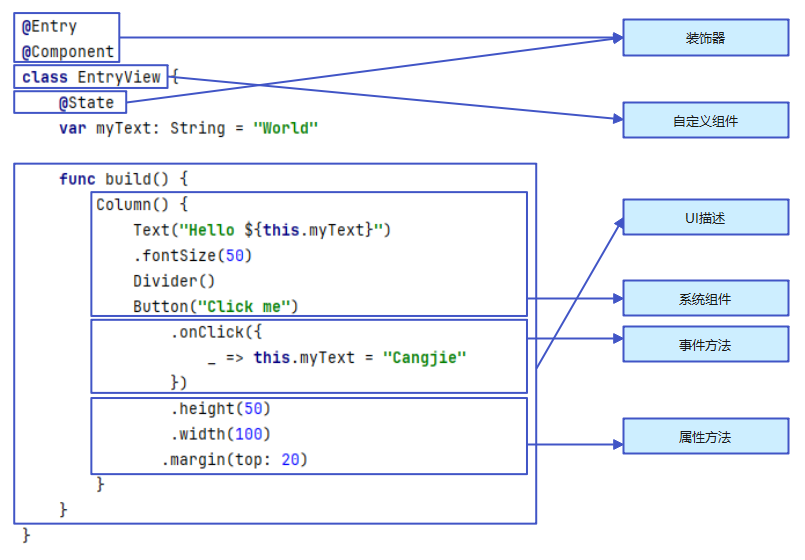 @Entry
@Component
class EntryView {
@State
var myText: String = "World"
func build() {
Column() {
Text("Hello ${this.myText}")
.fontSize(50)
Divider()
Button("Click me")
.onClick({
_ => this.myText = "Cangjie"
})
.height(50)
.width(100)
.margin(top: 20)
}
}
}
装饰器
自定义组件
UI描述
系统组件
事件方法
属性方法